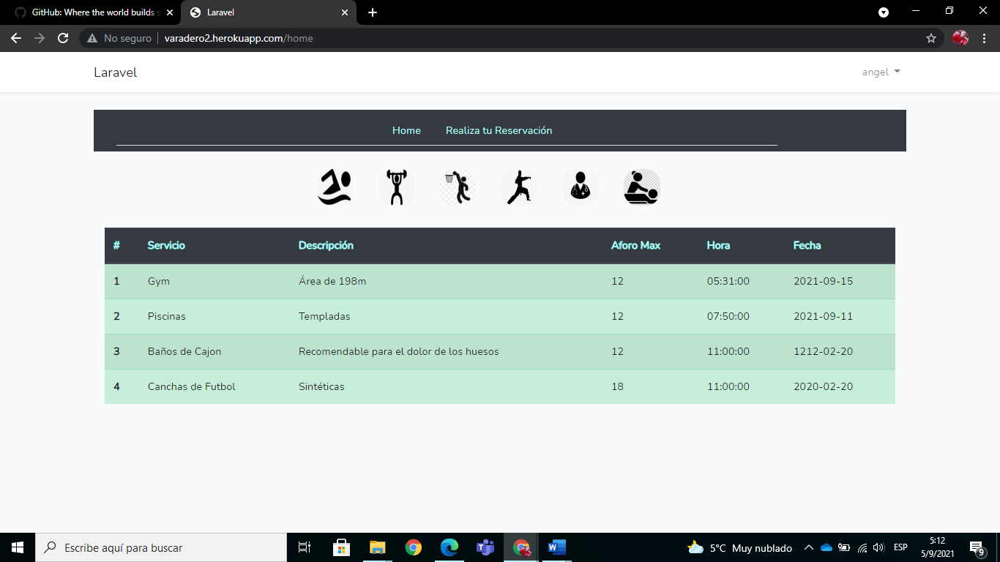 GitHub: Where the world builds s
Laravel
No seguro
varadero2.herokuapp.com/home
Laravel
angel
Home Realiza tu Reservación
# Servicio Descripción Aforo Max Hora Fecha
1 Gym Área de 198m 12 05:31:00 2021-09-15
2 Piscinas Templadas 12 07:50:00 2021-09-11
3 Baños de Cajon Recomendable para el dolor de los huesos 12 11:00:00 1212-02-20
4 Canchas de Futbol Sintéticas 18 11:00:00 2020-02-20
Escribe aquí para buscar
5°C Muy nublado
ESP
5:12
5/9/2021
9